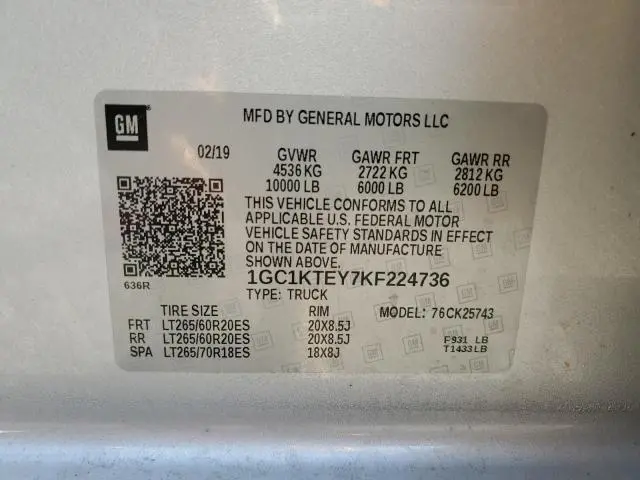 GM
MFD BY GENERAL MOTORS LLC
02/19 GVWR GAWR FRT GAWR RR
4536 KG 2722 KG 2812 KG
10000 LB 6000 LB 6200 LB
THIS VEHICLE CONFORMS TO ALL
APPLICABLE U.S. FEDERAL MOTOR
VEHICLE SAFETY STANDARDS IN EFFECT
ON THE DATE OF MANUFACTURE
SHOWN ABOVE.
636R 1GC1KTEY7KF224736
TYPE: TRUCK
TIRE SIZE RIM MODEL: 76CK25743
FRT LT265/60R20ES 20X8.5J
RR LT265/60R20ES 20X8.5J F931 LB
SPA LT265/70R18ES 18X8J T1433LB